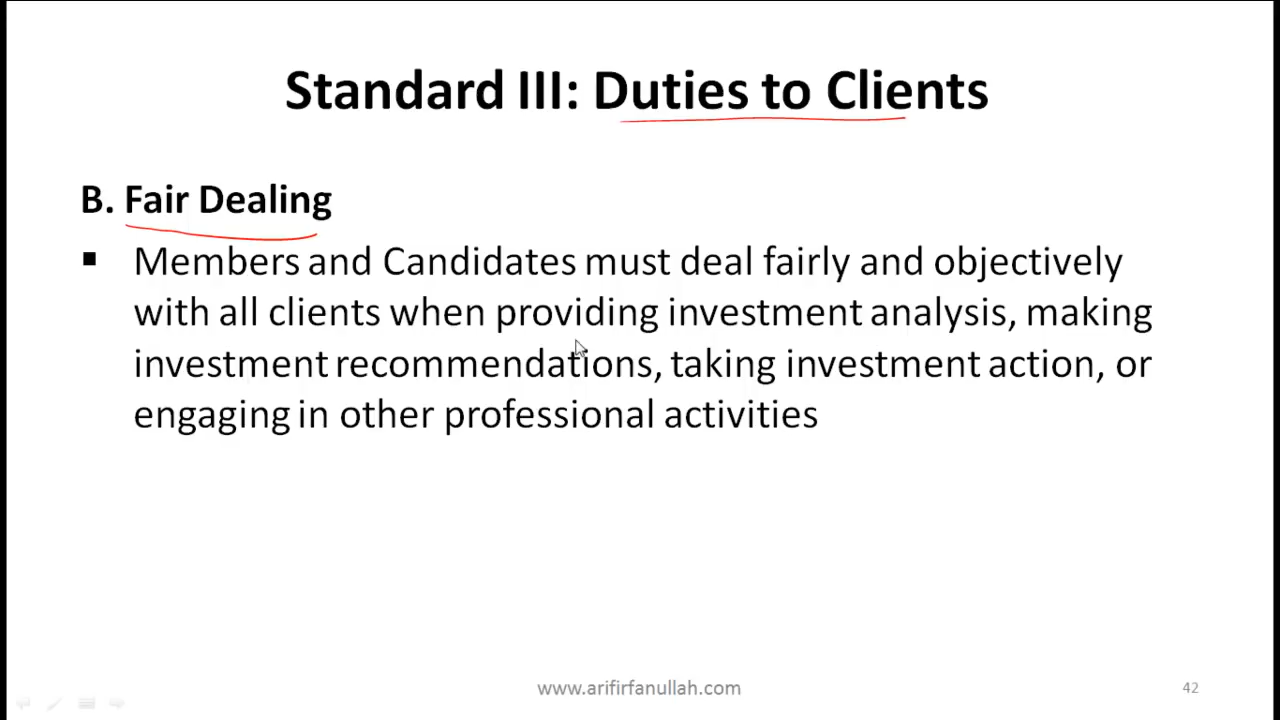 Standard III: Duties to Clients
B. Fair Dealing
▪ Members and Candidates must deal fairly and objectively
with all clients when providing investment analysis, making
investment recommendations, taking investment action, or
engaging in other professional activities
www.arifirfanullah.com
42